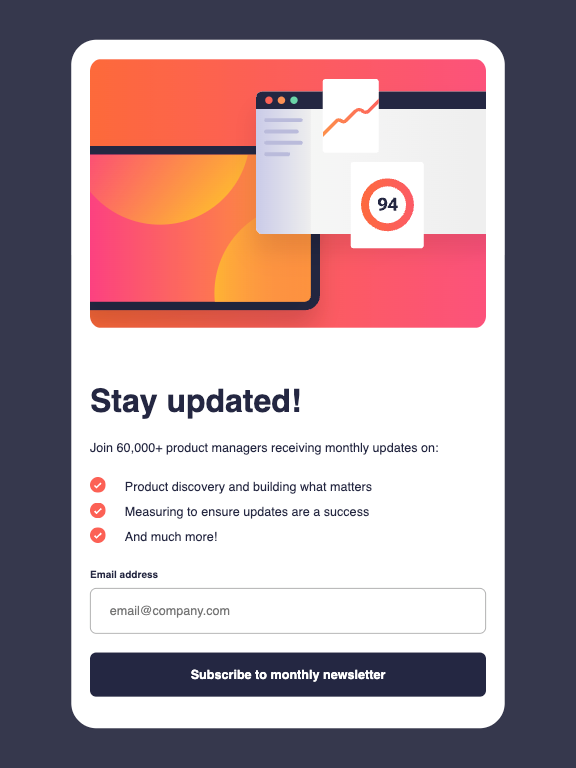 94
Stay updated!
Join 60,000+ product managers receiving monthly updates on:
Product discovery and building what matters
Measuring to ensure updates are a success
And much more!
Email address
email@company.com
Subscribe to monthly newsletter